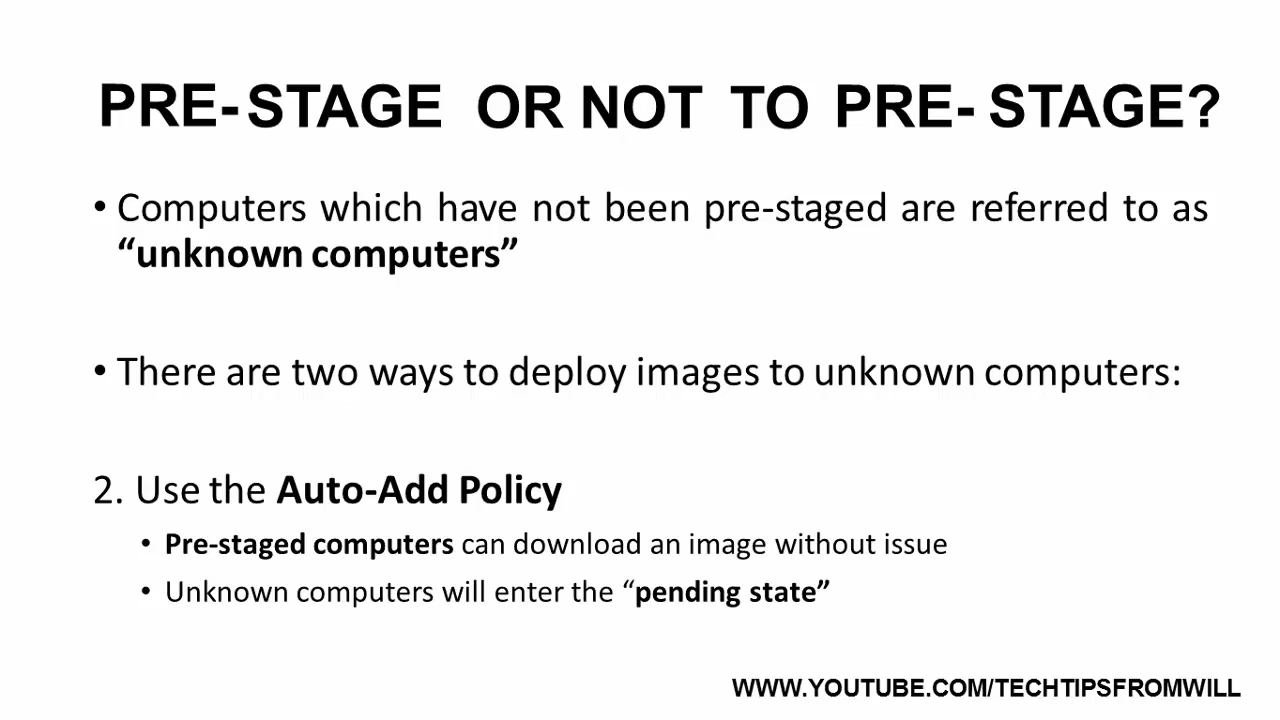 PRE-STAGE OR NOT TO PRE- STAGE?
• Computers which have not been pre-staged are referred to as
“unknown computers”
• There are two ways to deploy images to unknown computers:
2. Use the Auto-Add Policy
• Pre-staged computers can download an image without issue
• Unknown computers will enter the “pending state”
WWW.YOUTUBE.COM/TECHTIPSFROMWILL